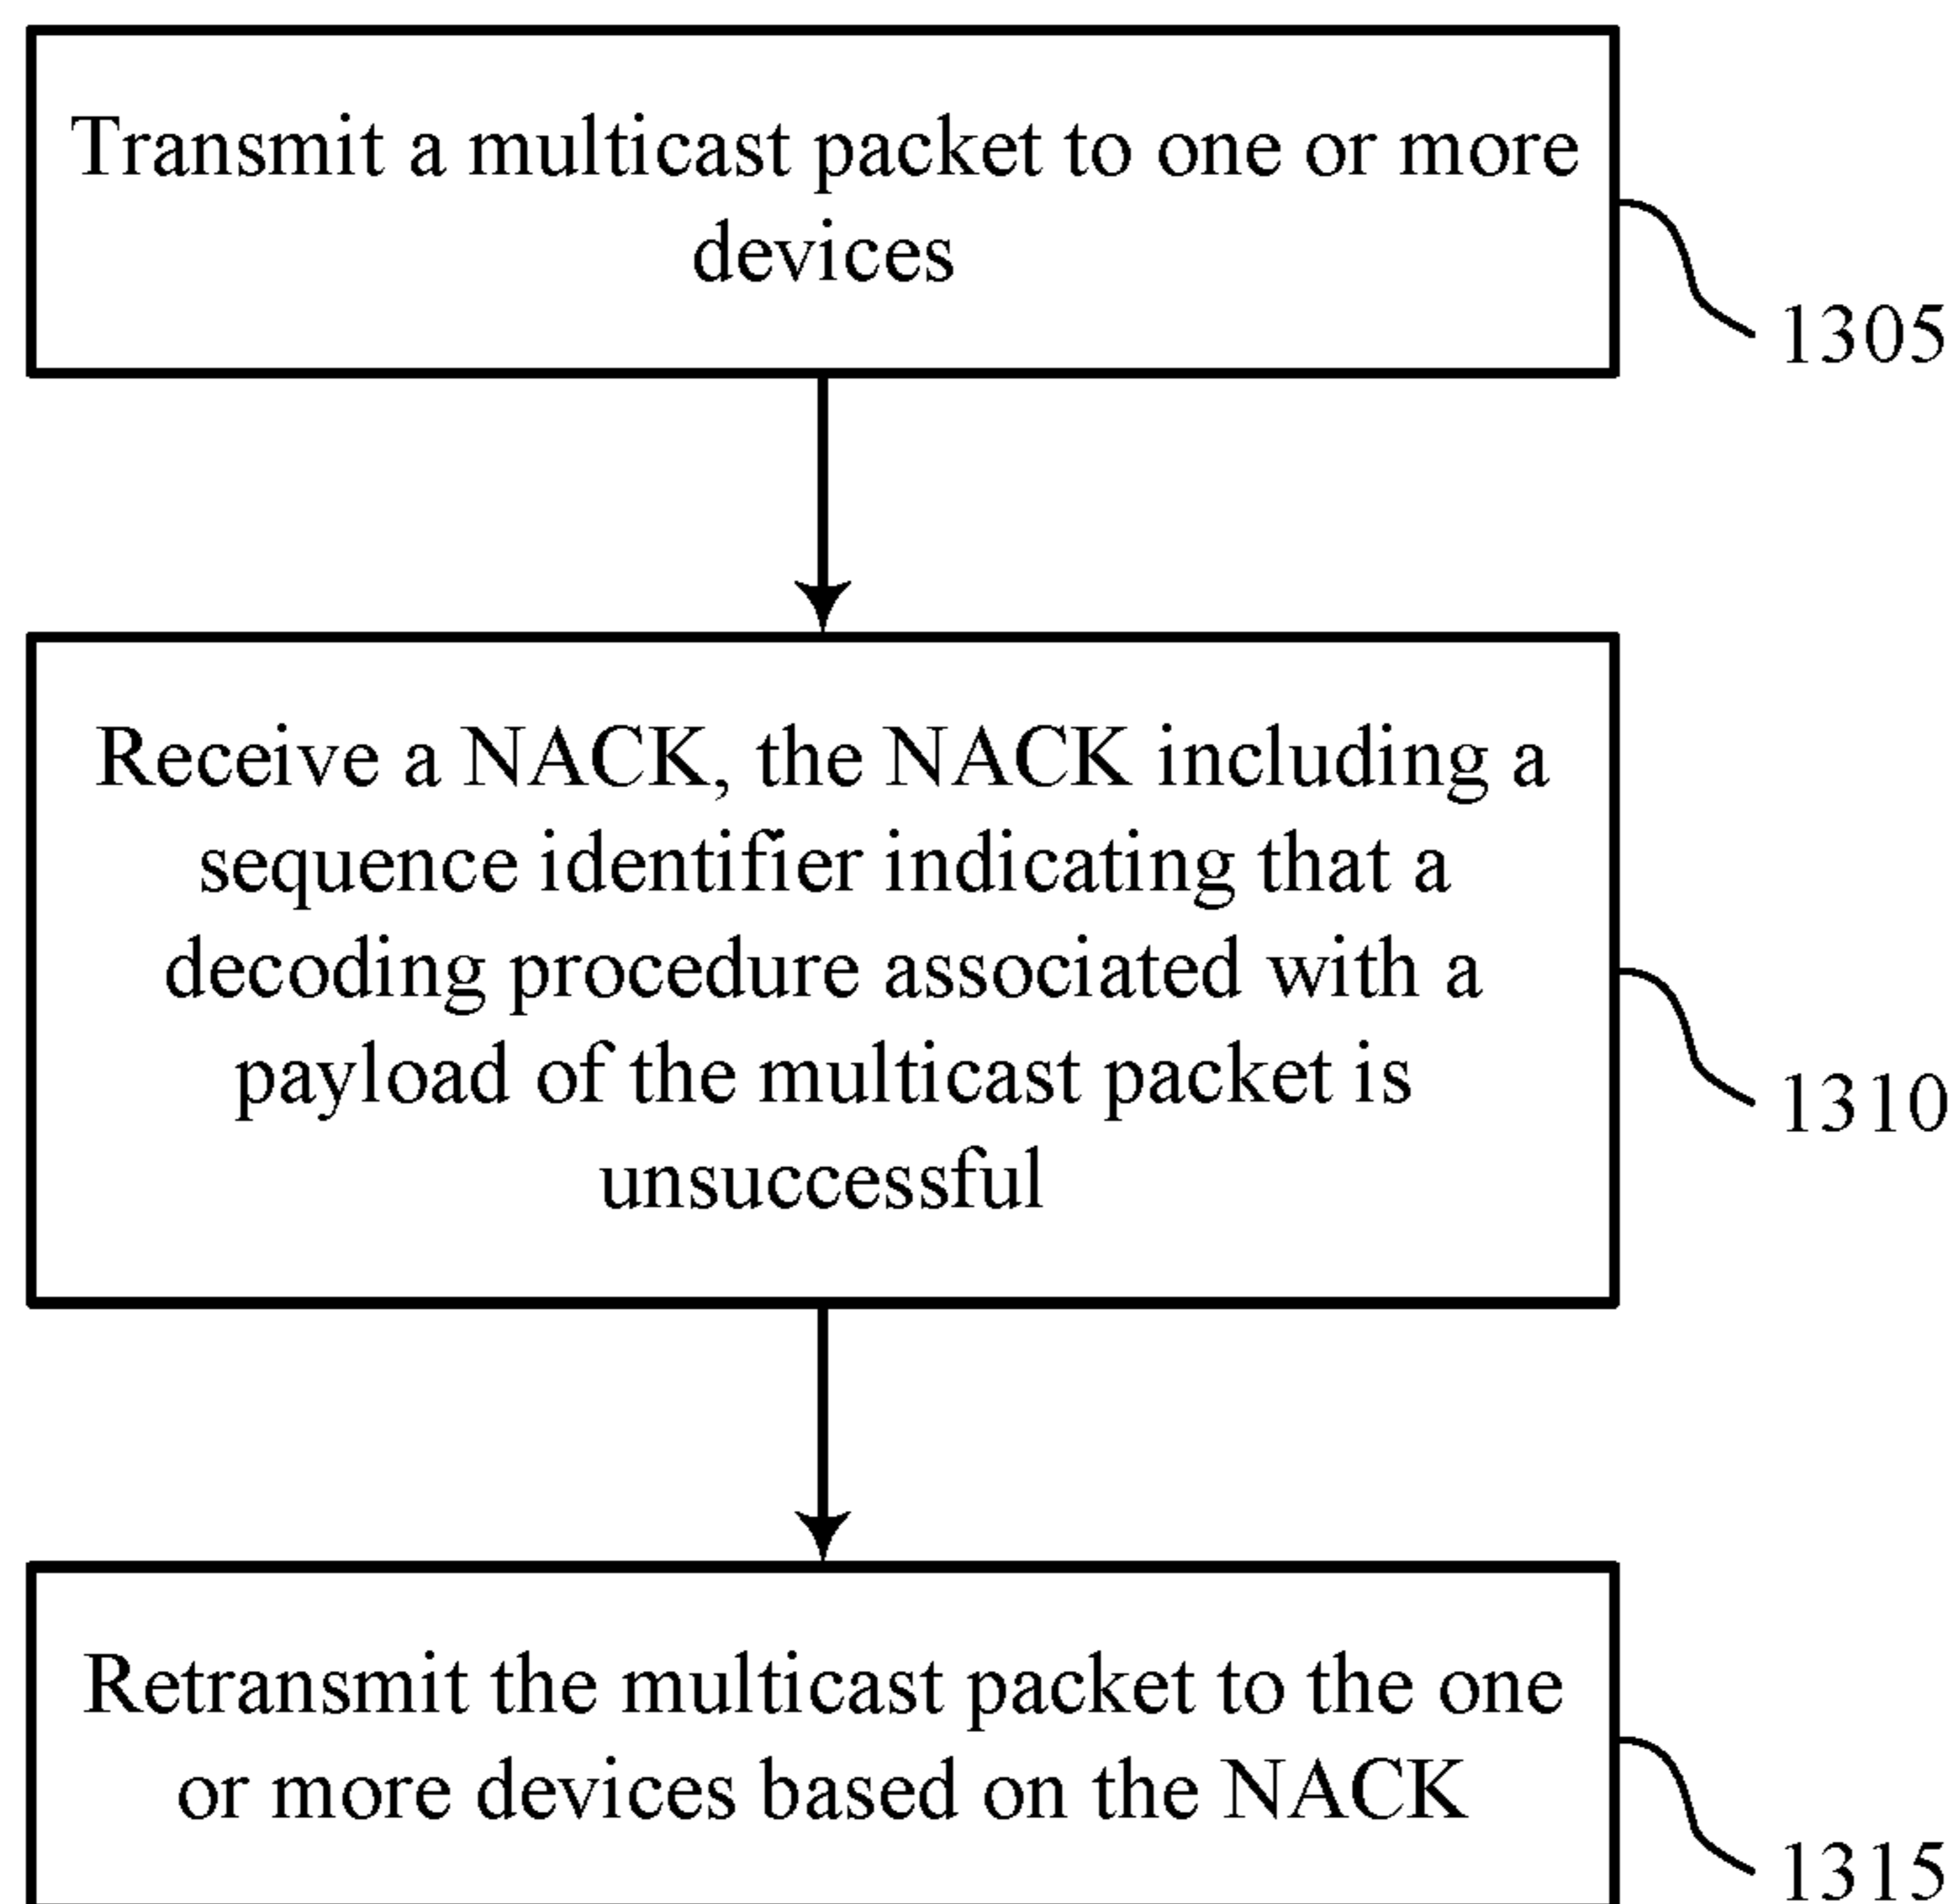 Transmit a multicast packet to one or more
devices
1305
Receive a NACK, the NACK including a
sequence identifier indicating that a
decoding procedure associated with a
payload of the multicast packet is
unsuccessful
1310
Retransmit the multicast packet to the one
or more devices based on the NACK
1315